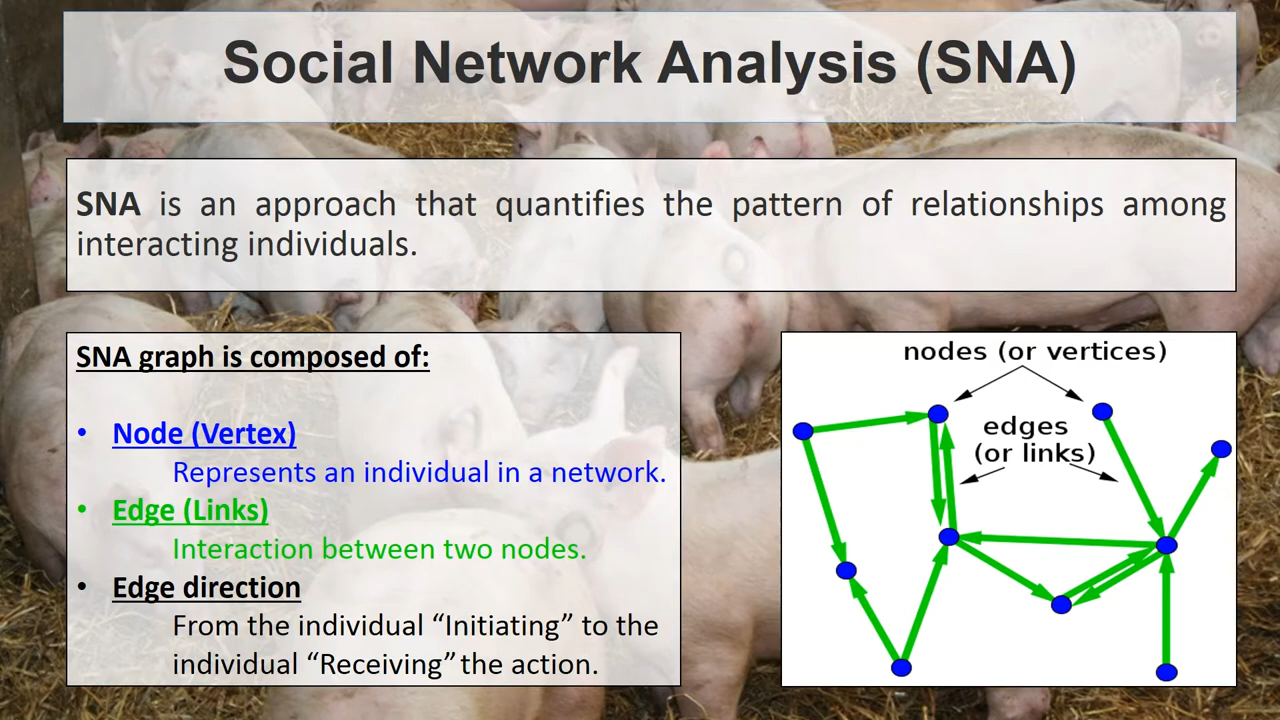 Social Network Analysis (SNA)
SNA is an approach that quantifies the pattern of relationships among
interacting individuals.
SNA graph is composed of:
• Node (Vertex)
Represents an individual in a network.
• Edge (Links)
Interaction between two nodes.
• Edge direction
From the individual “Initiating” to the
individual “Receiving” the action.
nodes (or vertices)
edges
(or links)